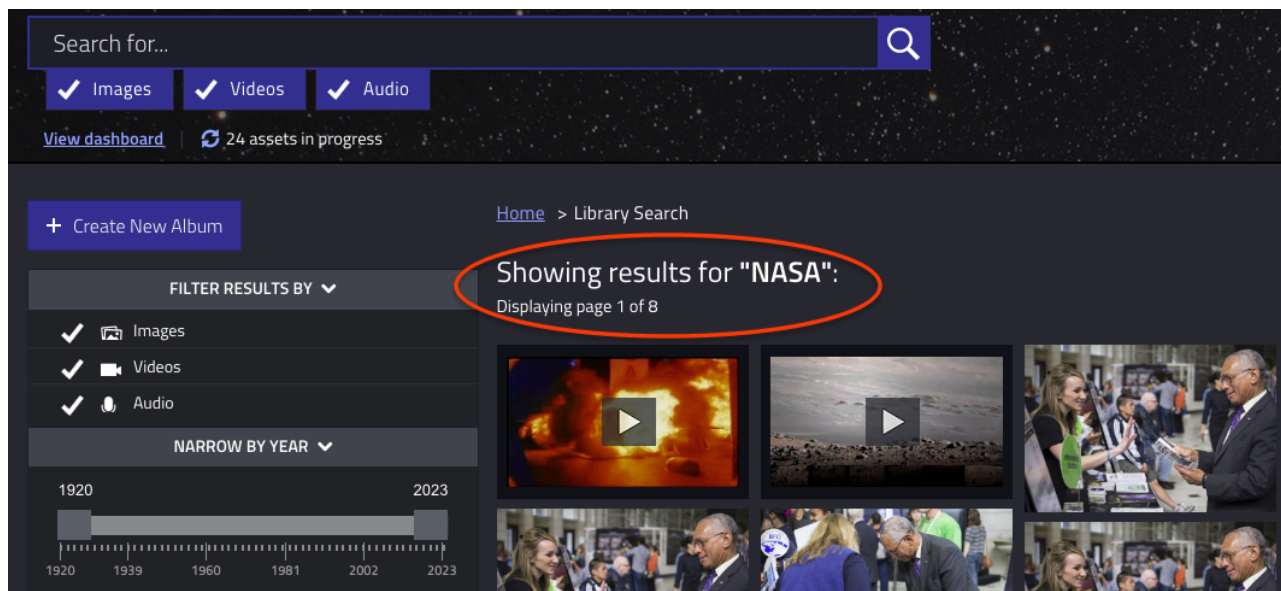 Search for...
Images
Videos
Audio
View dashboard
24 assets in progress
+ Create New Album
FILTER RESULTS BY
Images
Videos
Audio
NARROW BY YEAR
1920 2023
1920 1939 1960 1981 2002 2023
Home > Library Search
Showing results for "NASA":
Displaying page 1 of 8